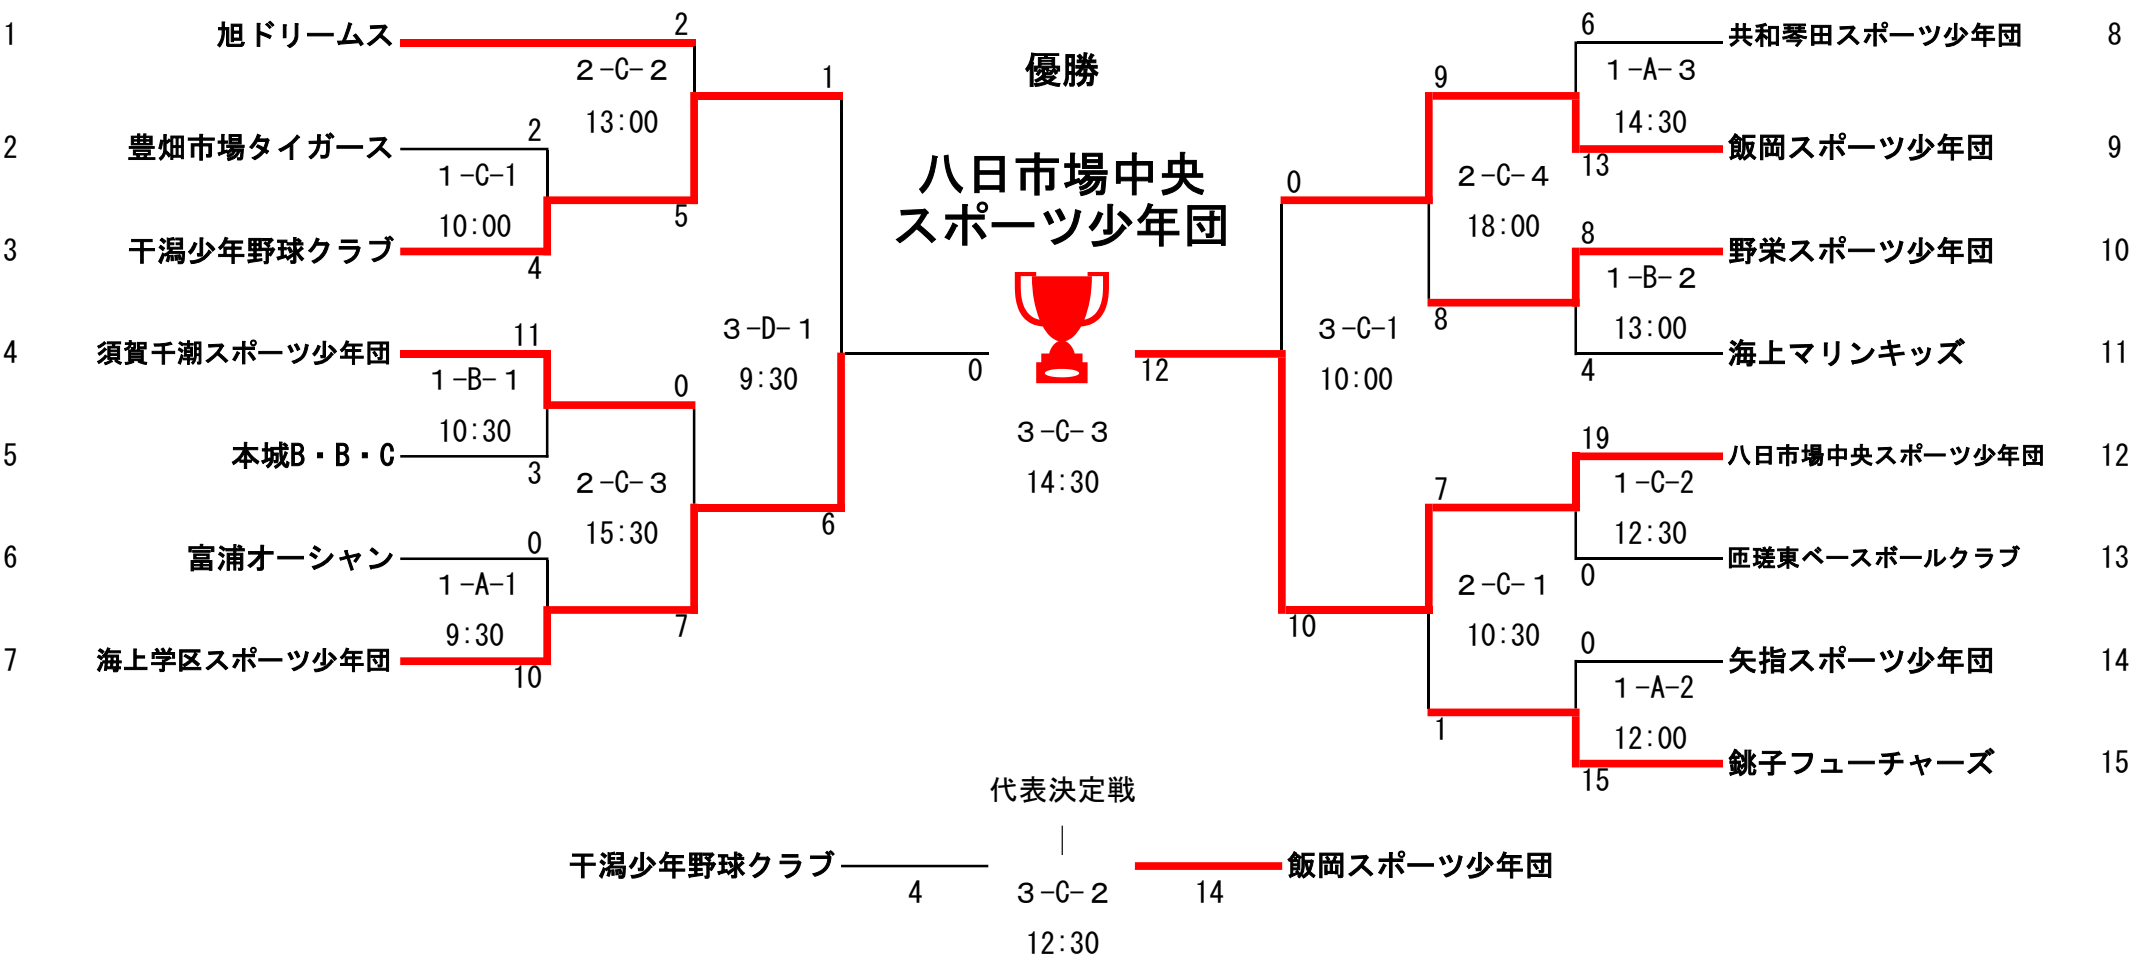 1 旭ドリームス 2
2-C-2
13:00
2 豊畑市場タイガース 2
1-C-1
10:00
5
3 干潟少年野球クラブ 4
1
4 須賀千潮スポーツ少年団 11
1-B-1
10:30
0
5 本城B・B・C 3
2-C-3
15:30
6 富浦オーシャン 0
1-A-1
9:30
7
7 海上学区スポーツ少年団 10
3-D-1
9:30
6
0
優勝
八日市場中央
スポーツ少年団
12
3-C-3
14:30
6 共和琴田スポーツ少年団 8
1-A-3
14:30
9
13 飯岡スポーツ少年団 9
2-C-4
18:00
0
8 野栄スポーツ少年団 10
1-B-2
13:00
8
4 海上マリンキッズ 11
3-C-1
10:00
19 八日市場中央スポーツ少年団 12
1-C-2
12:30
7
0 匝瑳東ベースボールクラブ 13
2-C-1
10:30
10
0 矢指スポーツ少年団 14
1-A-2
12:00
1
15 銚子フューチャーズ 15
代表決定戦
干潟少年野球クラブ 飯岡スポーツ少年団
4 3-C-2 14
12:30